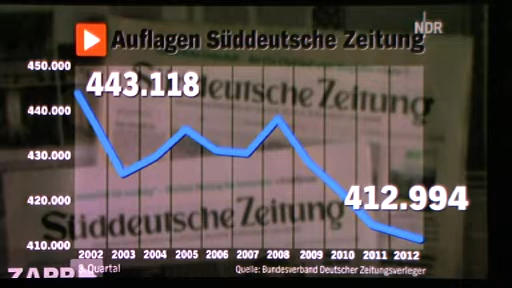 NDR
Auflagen Süddeutsche Zeitung
450.000
443.118
440.000
Süddeutsche Zeitung
430.000
420.000
412.994
Süddeutsche Zeitung
410.000
2002 2003 2004 2005 2006 2007 2008 2009 2010 2011 2012
3. Quartal
Quelle: Bundesverband Deutscher Zeitungsverleger
ZAPP